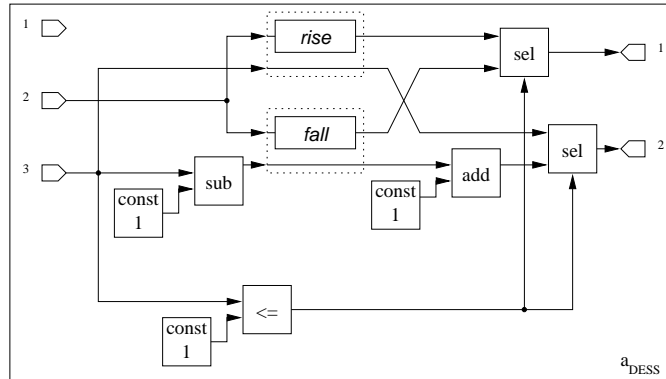 1
rise
sel
1
2
fall
sel
2
3
sub
add
const
1
const
1
<=
const
1
a_DESS